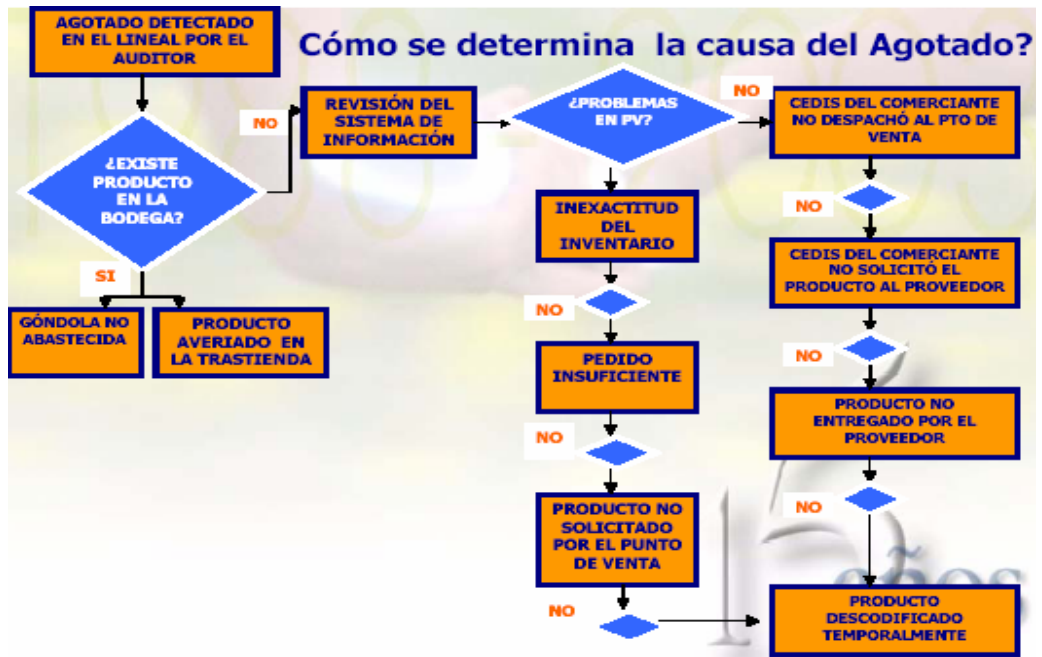 AGOTADO DETECTADO
EN EL LINEAL POR EL
AUDITOR
Cómo se determina la causa del Agotado?
¿EXISTE
PRODUCTO
EN LA
BODEGA?
NO
SI
GÓNDOLA NO
ABASTECIDA
PRODUCTO
AVERIADO EN
LA TRASTIENDA
REVISIÓN DEL
SISTEMA DE
INFORMACIÓN
¿PROBLEMAS
EN PV?
NO
INEXACTITUD
DEL
INVENTARIO
NO
PEDIDO
INSUFICIENTE
NO
PRODUCTO NO
SOLICITADO
POR EL PUNTO
DE VENTA
NO
CEDIS DEL COMERCIANTE
NO DESPACHÓ AL PTO DE
VENTA
NO
CEDIS DEL COMERCIANTE
NO SOLICITÓ EL
PRODUCTO AL PROVEEDOR
NO
PRODUCTO NO
ENTREGADO POR EL
PROVEEDOR
NO
PRODUCTO
DESCODIFICADO
TEMPORALMENTE
15
años